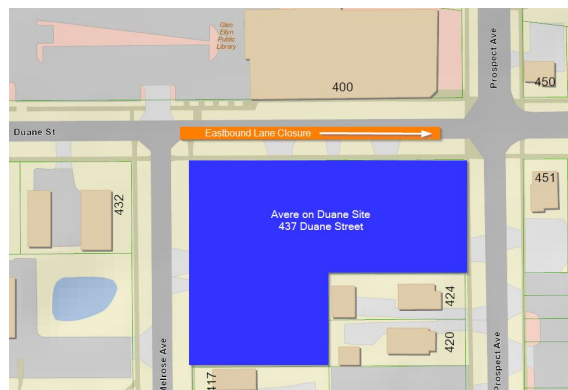 Glen
Ellyn
Public
Library
Prospect Ave
400
450
Duane St
Eastbound Lane Closure
451
432
Avere on Duane Site
437 Duane Street
424
420
Melrose Ave
417
Prospect Ave